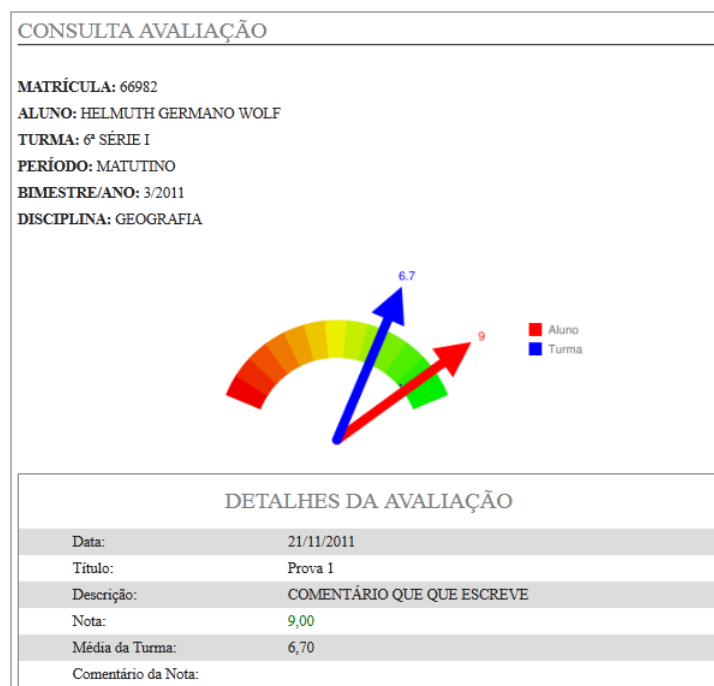 CONSULTA AVALIAÇÃO
MATRÍCULA: 66982
ALUNO: HELMUTH GERMANO WOLF
TURMA: 6ª SÉRIE I
PERÍODO: MATUTINO
BIMESTRE/ANO: 3/2011
DISCIPLINA: GEOGRAFIA
6.7
9
Aluno
Turma
DETALHES DA AVALIAÇÃO
Data: 21/11/2011
Título: Prova 1
Descrição: COMENTÁRIO QUE QUE ESCREVE
Nota: 9,00
Média da Turma: 6,70
Comentário da Nota: